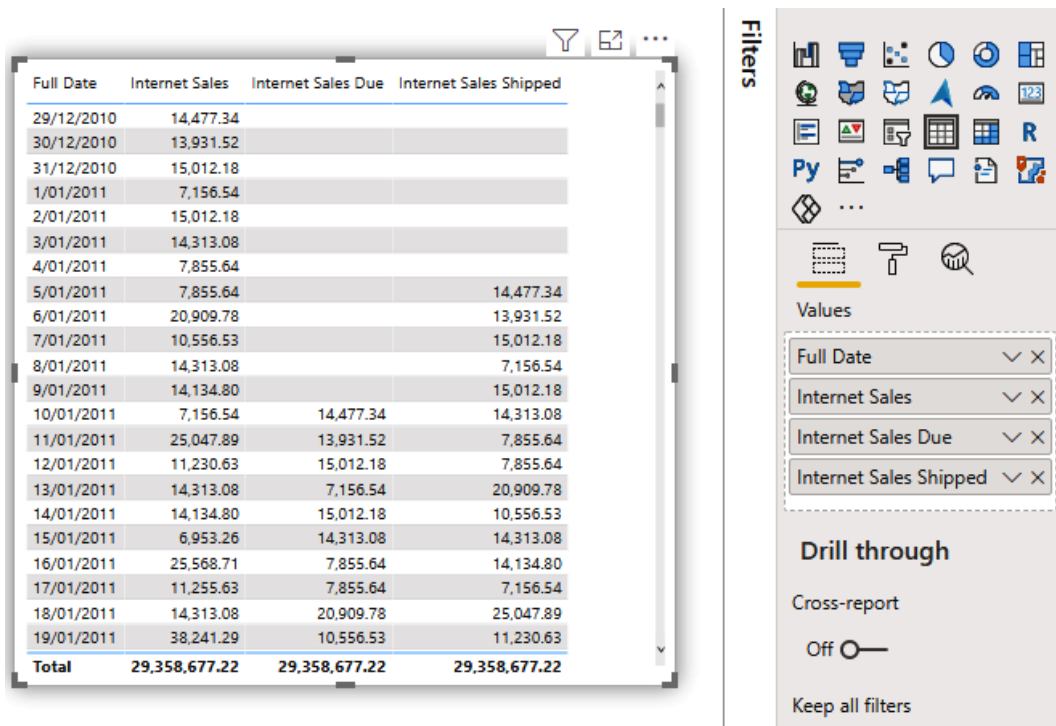 Full Date Internet Sales Internet Sales Due Internet Sales Shipped
29/12/2010 14,477.34
30/12/2010 13,931.52
31/12/2010 15,012.18
1/01/2011 7,156.54
2/01/2011 15,012.18
3/01/2011 14,313.08
4/01/2011 7,855.64
5/01/2011 7,855.64 14,477.34
6/01/2011 20,909.78 13,931.52
7/01/2011 10,556.53 15,012.18
8/01/2011 14,313.08 7,156.54
9/01/2011 14,134.80 15,012.18
10/01/2011 7,156.54 14,477.34 14,313.08
11/01/2011 25,047.89 13,931.52 7,855.64
12/01/2011 11,230.63 15,012.18 7,855.64
13/01/2011 14,313.08 7,156.54 20,909.78
14/01/2011 14,134.80 15,012.18 10,556.53
15/01/2011 6,953.26 14,313.08 14,313.08
16/01/2011 25,568.71 7,855.64 14,134.80
17/01/2011 11,255.63 7,855.64 7,156.54
18/01/2011 14,313.08 20,909.78 25,047.89
19/01/2011 38,241.29 10,556.53 11,230.63
Total 29,358,677.22 29,358,677.22 29,358,677.22
Filters
123
R
Py
Values
Full Date
Internet Sales
Internet Sales Due
Internet Sales Shipped
Drill through
Cross-report
Off
Keep all filters